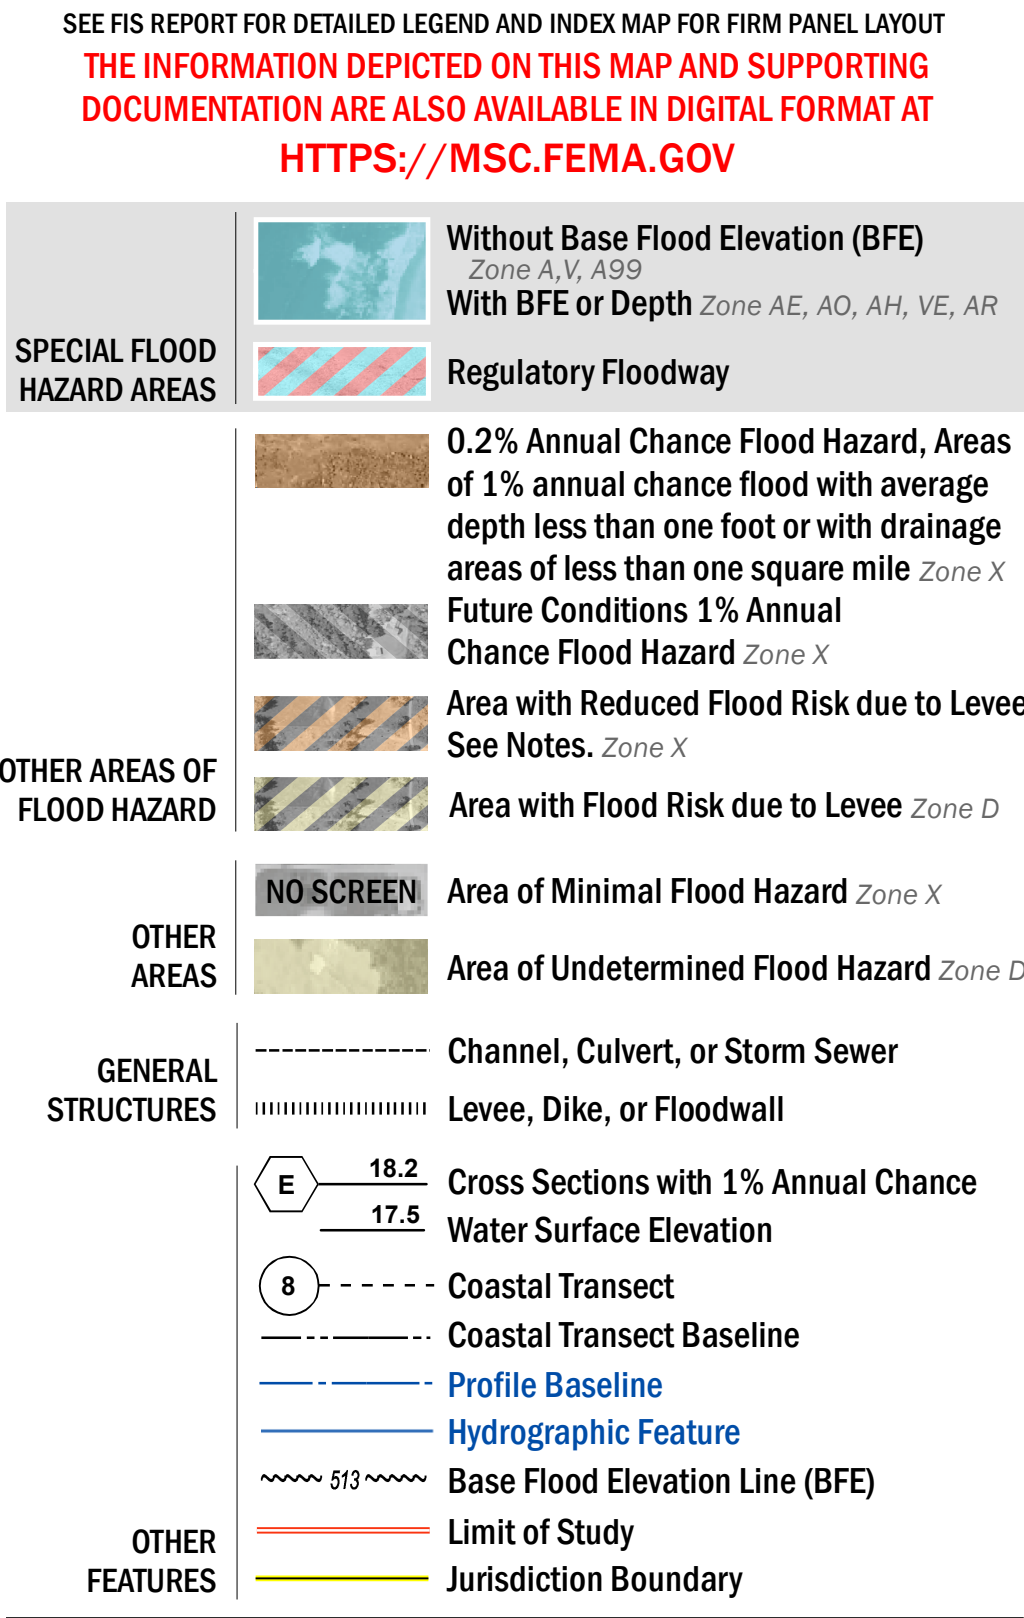 SEE FIS REPORT FOR DETAILED LEGEND AND INDEX MAP FOR FIRM PANEL LAYOUT
THE INFORMATION DEPICTED ON THIS MAP AND SUPPORTING
DOCUMENTATION ARE ALSO AVAILABLE IN DIGITAL FORMAT AT
HTTPS://MSC.FEMA.GOV
SPECIAL FLOOD
HAZARD AREAS
Without Base Flood Elevation (BFE)
Zone A,V, A99
With BFE or Depth Zone AE, AO, AH, VE, AR
Regulatory Floodway
OTHER AREAS OF
FLOOD HAZARD
0.2% Annual Chance Flood Hazard, Areas
of 1% annual chance flood with average
depth less than one foot or with drainage
areas of less than one square mile Zone X
Future Conditions 1% Annual
Chance Flood Hazard Zone X
Area with Reduced Flood Risk due to Levee
See Notes. Zone X
Area with Flood Risk due to Levee Zone D
OTHER
AREAS
NO SCREEN Area of Minimal Flood Hazard Zone X
Area of Undetermined Flood Hazard Zone D
GENERAL
STRUCTURES
Channel, Culvert, or Storm Sewer
Levee, Dike, or Floodwall
OTHER
FEATURES
E 18.2 Cross Sections with 1% Annual Chance
17.5 Water Surface Elevation
8 Coastal Transect
Coastal Transect Baseline
Profile Baseline
Hydrographic Feature
513 Base Flood Elevation Line (BFE)
Limit of Study
Jurisdiction Boundary